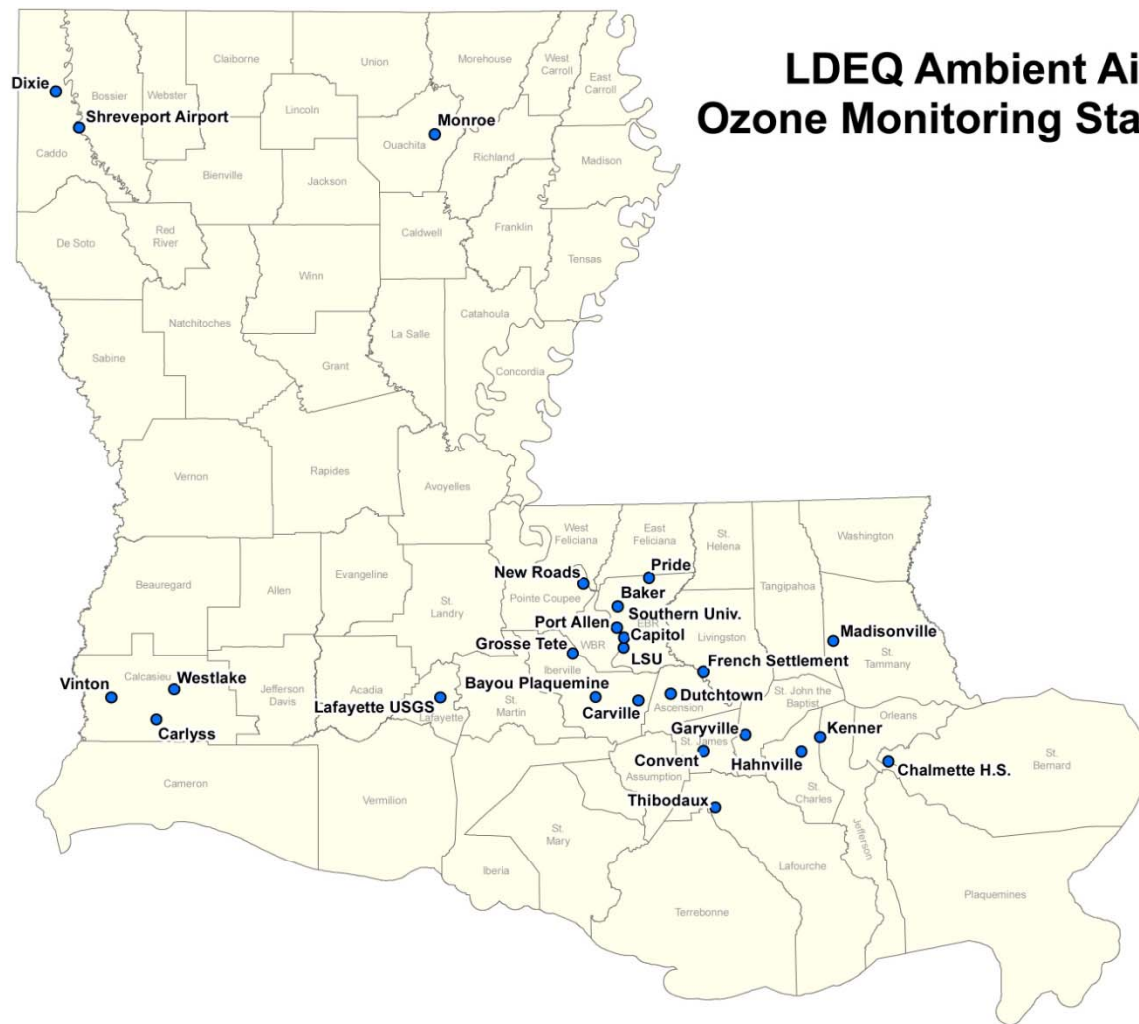 LDEQ Ambient Ai
Ozone Monitoring Sta
Claiborne
Union
Morehouse
West
Carroll
East
Carroll
Dixie
Bossier
Webster
Lincoln
Shreveport Airport
Monroe
Ouachita
Caddo
Richland
Madison
Bienville
Jackson
Franklin
Red
River
De Soto
Caldwell
Tensas
Winn
Natchitoches
La Salle
Catahoula
Sabine
Grant
Concordia
Vernon
Rapides
Avoyelles
West
Feliciana
East
Feliciana
St.
Helena
Washington
Tangipahoa
Beauregard
Allen
Evangeline
St.
Landry
New Roads
Pride
Pointe Coupee
Baker
Southern Univ.
Port Allen
EBR
Capitol
Livingston
Madisonville
Grosse Tete
WBR
LSU
St.
Tammany
Iberville
French Settlement
Calcasieu
Westlake
Vinton
Jefferson
Davis
Acadia
Bayou Plaquemine
Lafayette USGS
Lafayette
St.
Martin
Carville
Dutchtown
Ascension
St. John the
Baptist
Orleans
Carlyss
Garyville
Kenner
St. James
Convent
Hahnville
St.
Bernard
Chalmette H.S.
Assumption
Cameron
Vermilion
St.
Charles
Thibodaux
St.
Mary
Jefferson
Iberia
Lafourche
Plaquemines
Terrebonne